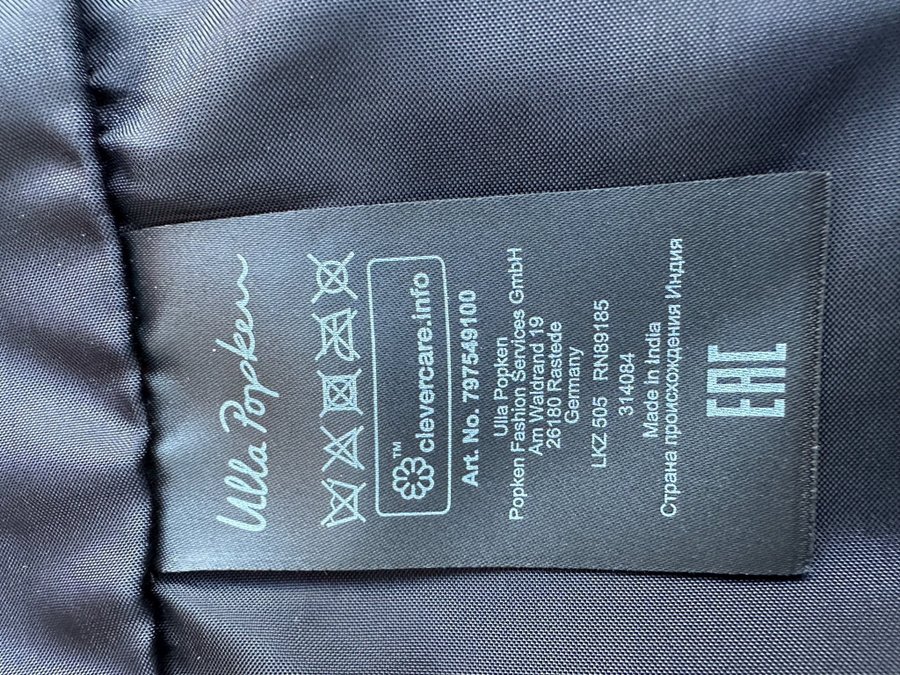 Ulla Popken
clevercare.info
TM
Art. No. 797549100
Ulla Popken
Popken Fashion Services GmbH
Am Waldrand 19
26180 Rastede
Germany
LKZ 505 RN89185
314084
Made In India
Страна происхождения Индия
EAC